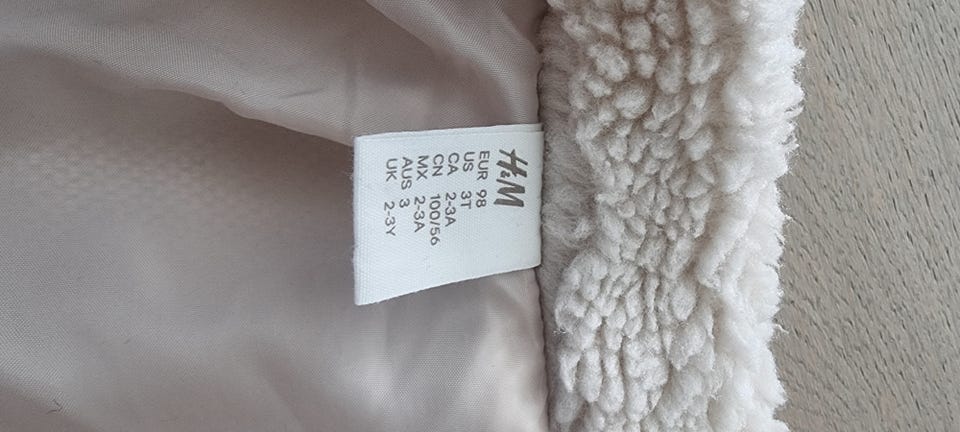 H&M
EUR 98
US 3T
CA 2-3A
CN 100/56
MX 2-3A
AUS 3
UK 2-3Y